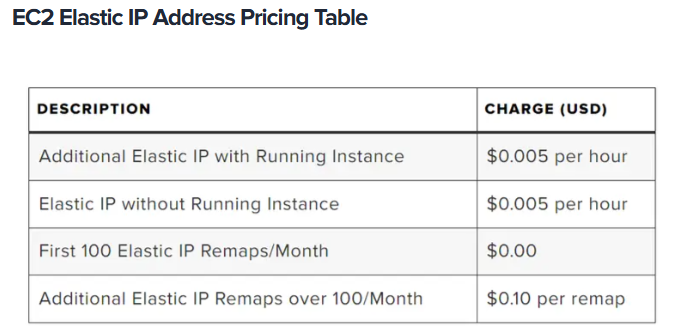 EC2 Elastic IP Address Pricing Table
DESCRIPTION CHARGE (USD)
Additional Elastic IP with Running Instance $0.005 per hour
Elastic IP without Running Instance $0.005 per hour
First 100 Elastic IP Remaps/Month $0.00
Additional Elastic IP Remaps over 100/Month $0.10 per remap